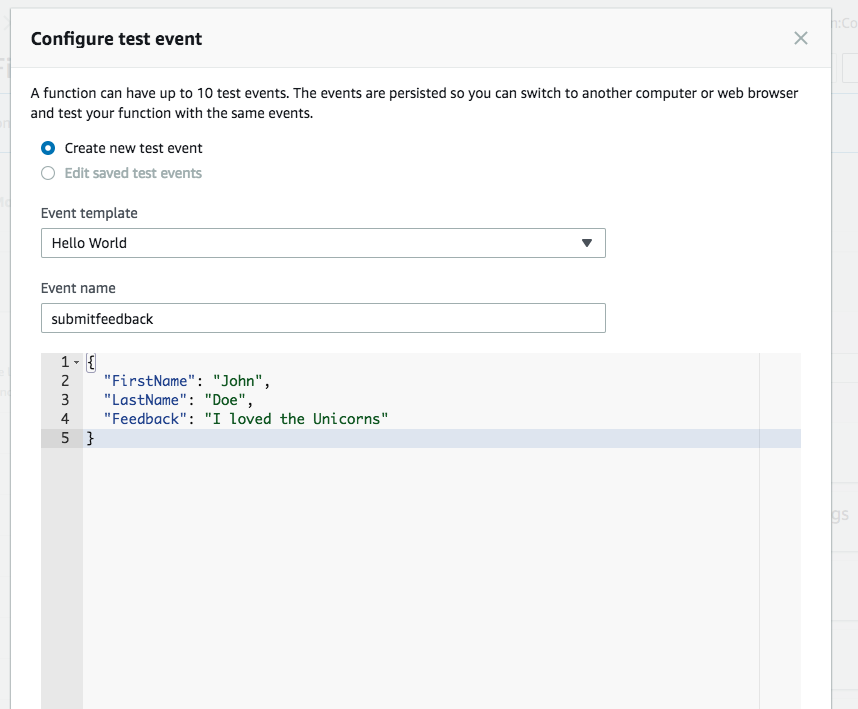 Configure test event
A function can have up to 10 test events. The events are persisted so you can switch to another computer or web browser
and test your function with the same events.
Create new test event
Edit saved test events
Event template
Hello World
Event name
submitfeedback
1 {
2 "FirstName": "John",
3 "LastName": "Doe",
4 "Feedback": "I loved the Unicorns"
5 }